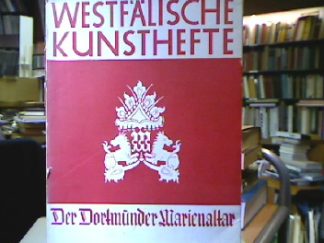 WESTFÄLISCHE
KUNSTHEFTE
Der Dortmunder Marienaltar